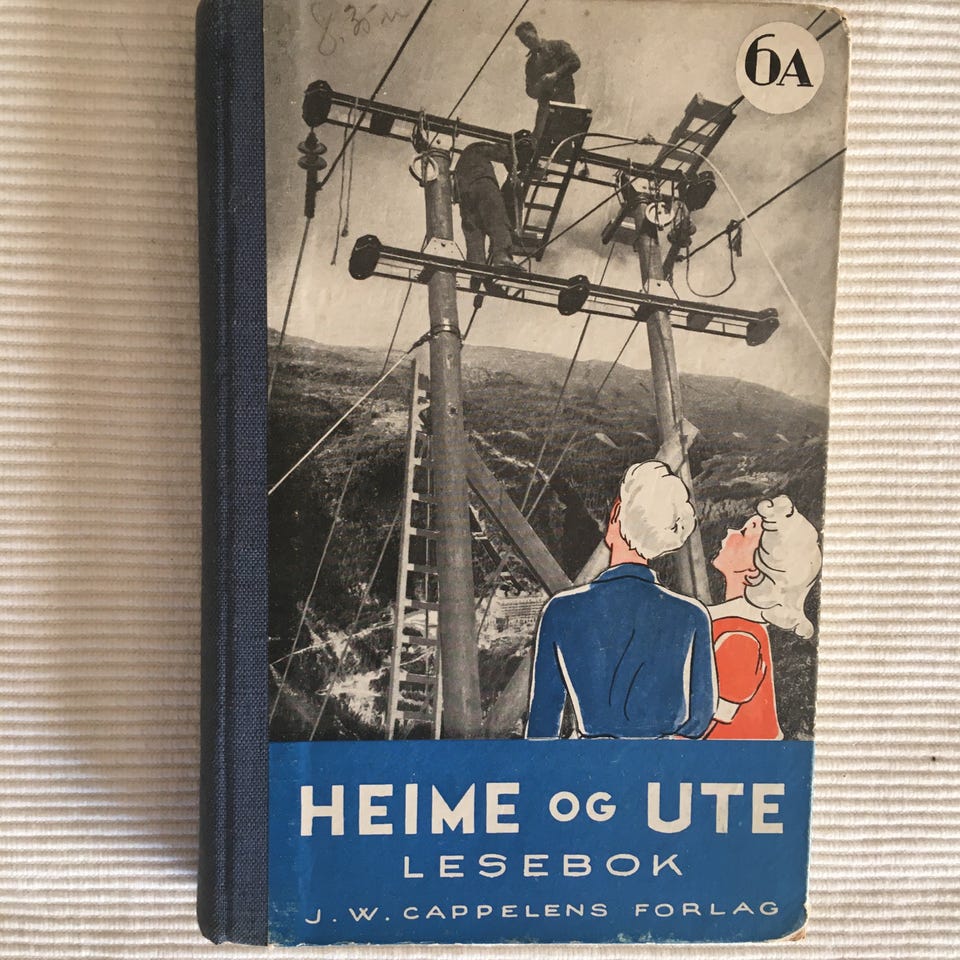 6A
HEIME OG UTE
LESEBOK
J. W. CAPPELENS FORLAG